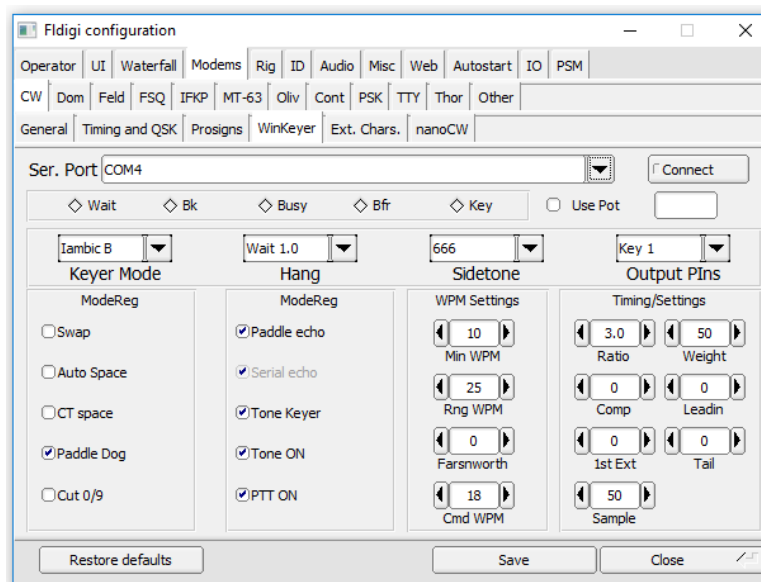 Fldigi configuration
Operator UI Waterfall Modems Rig ID Audio Misc Web Autostart IO PSM
CW Dom Feld FSQ IFKP MT-63 Oliv Cont PSK TTY Thor Other
General Timing and QSK Prosigns WinKeyer Ext. Chars. nanoCW
Ser. Port COM4 Connect
Wait Bk Busy Bfr Key Use Pot
Iambic B Wait 1.0 666 Key 1
Keyer Mode Hang Sidetone Output PIns
ModeReg ModeReg WPM Settings Timing/Settings
Swap Paddle echo 10 3.0 50
Min WPM Ratio Weight
Auto Space Serial echo 25 0 0
Rng WPM Comp Leadin
CT space Tone Keyer 0 0 0
Paddle Dog Tone ON Farsnworth 1st Ext Tail
Cut 0/9 PTT ON 18 50
Cmd WPM Sample
Restore defaults Save Close